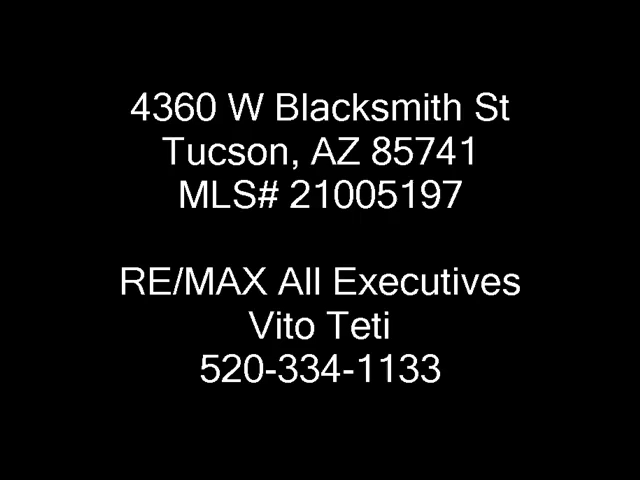 4360 W Blacksmith St
Tucson, AZ 85741
MLS# 21005197
RE/MAX All Executives
Vito Teti
520-334-1133